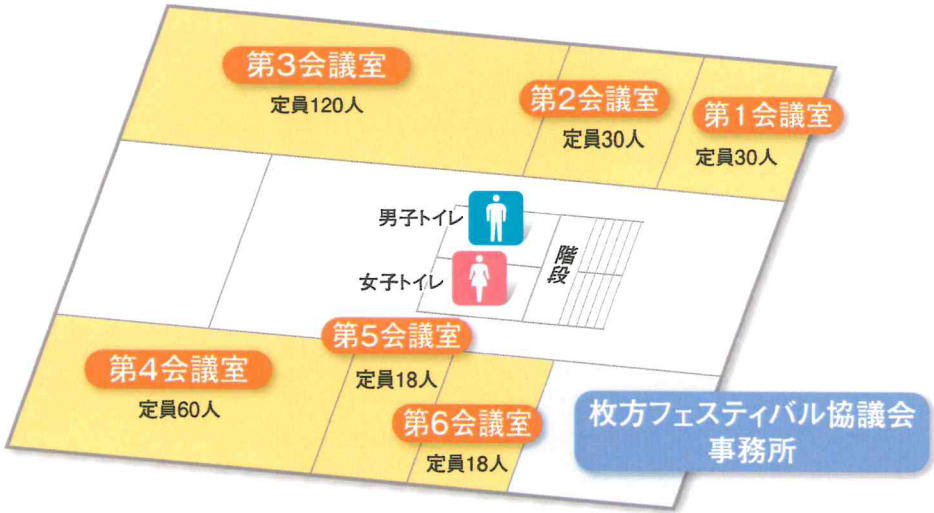 第3会議室
定員120人
第2会議室
定員30人
第1会議室
定員30人
男子トイレ
女子トイレ
階段
第4会議室
定員60人
第5会議室
定員18人
第6会議室
定員18人
枚方フェスティバル協議会
事務所